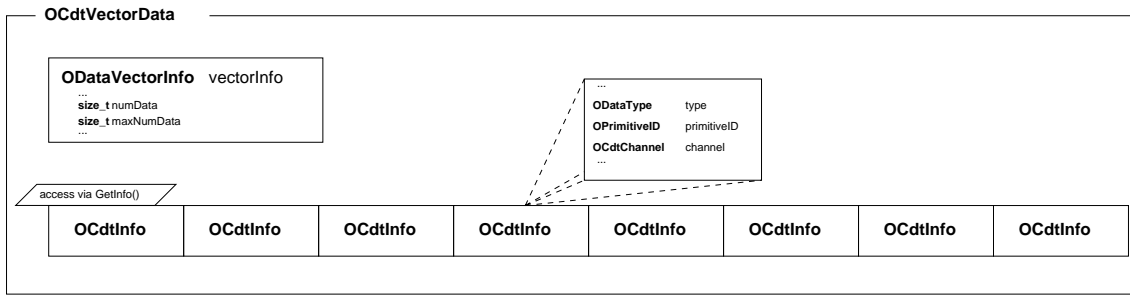 OCdtVectorData
ODataVectorInfo vectorInfo
...
size_t numData
size_t maxNumData
...
...
ODataType type
OPrimitiveID primitiveID
OCdtChannel channel
...
access via GetInfo()
OCdtInfo OCdtInfo OCdtInfo OCdtInfo OCdtInfo OCdtInfo OCdtInfo OCdtInfo